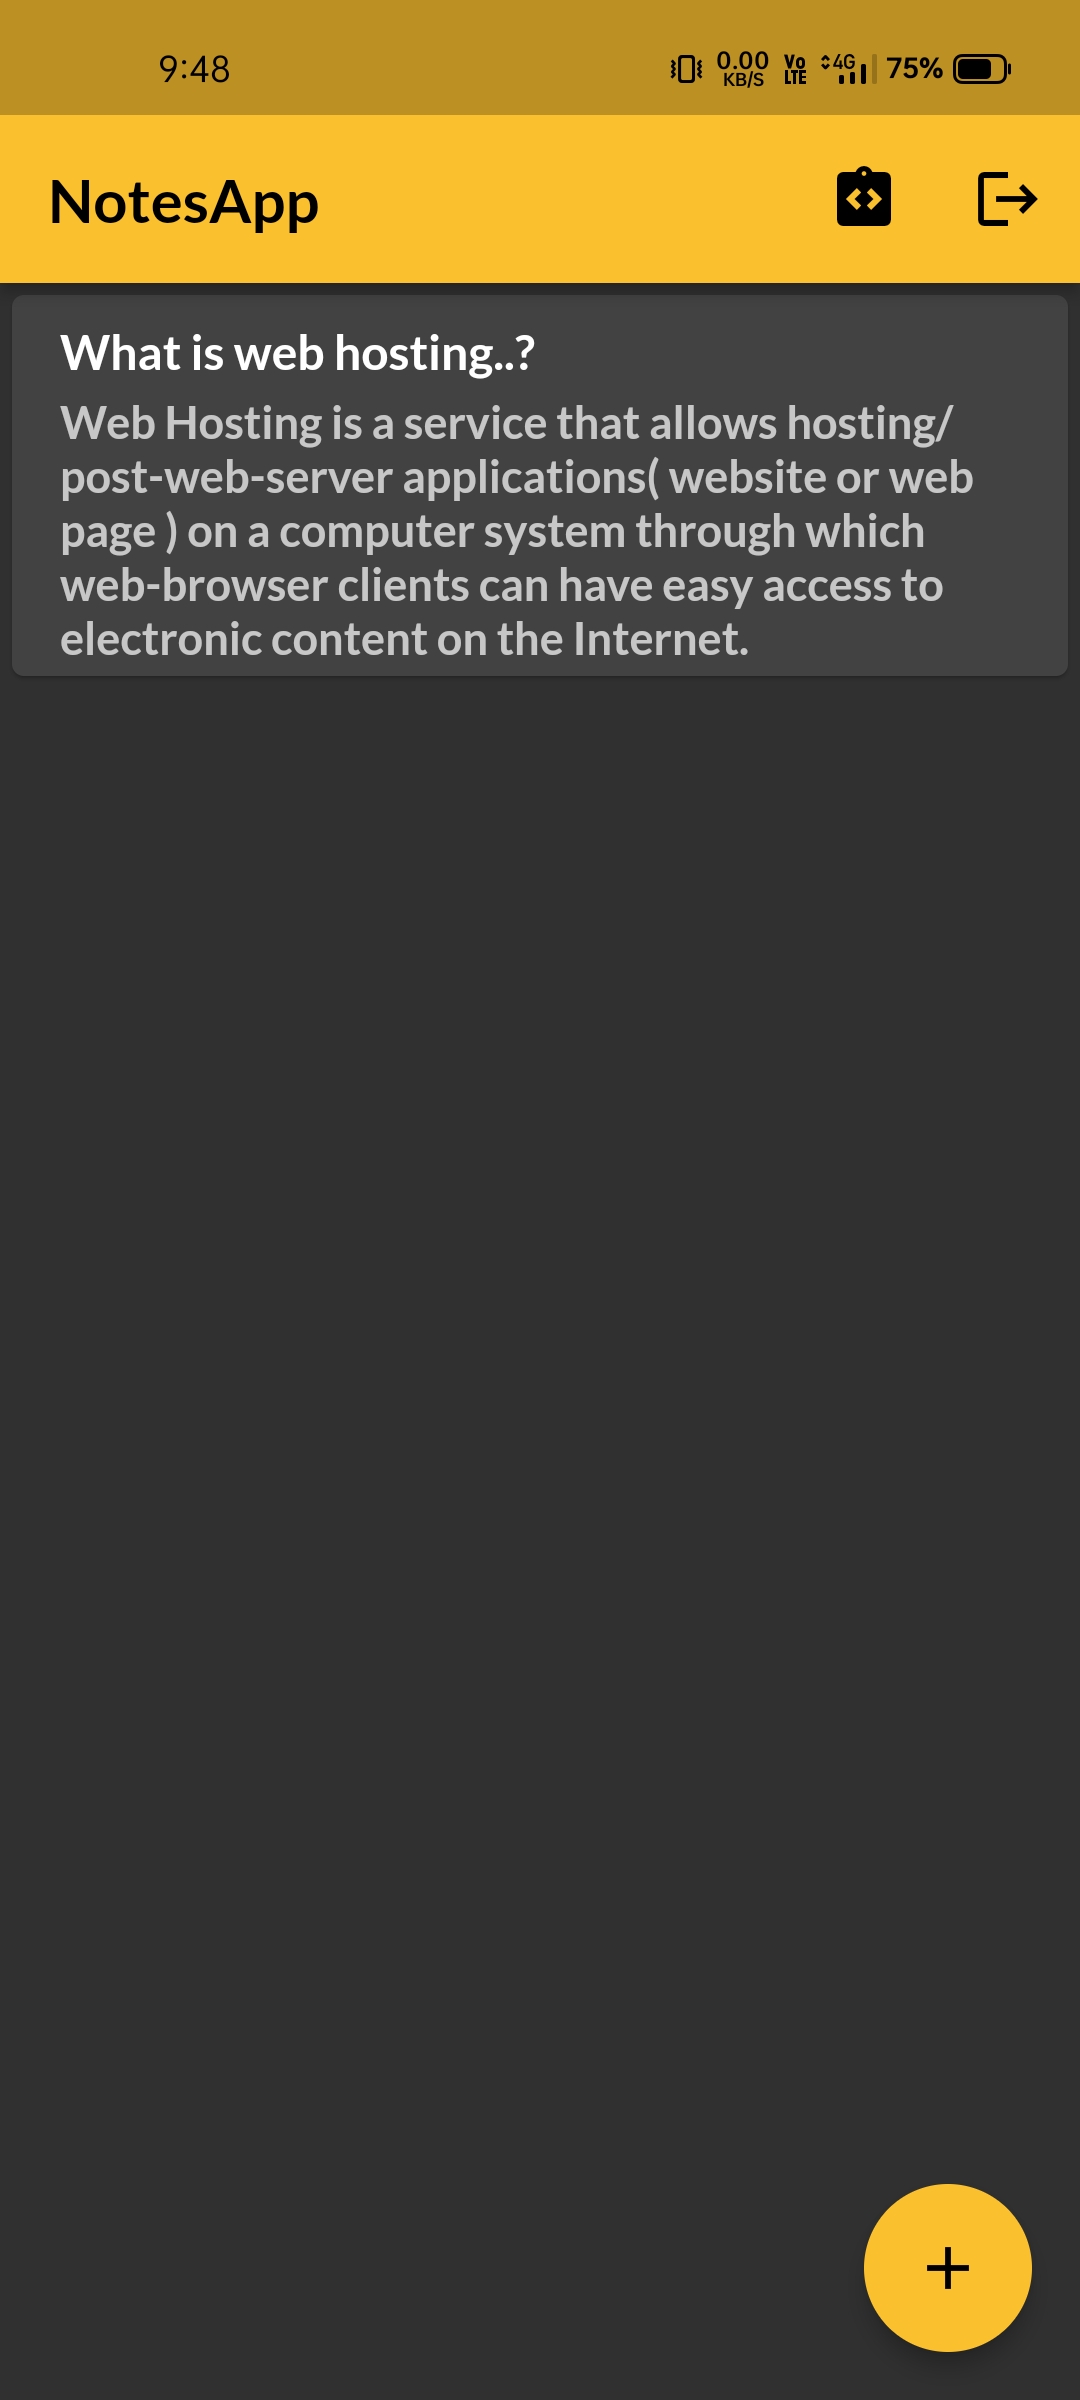 9:48
0.00
KB/S
Vo
LTE
4G
75%
NotesApp
What is web hosting..?
Web Hosting is a service that allows hosting/
post-web-server applications( website or web
page ) on a computer system through which
web-browser clients can have easy access to
electronic content on the Internet.